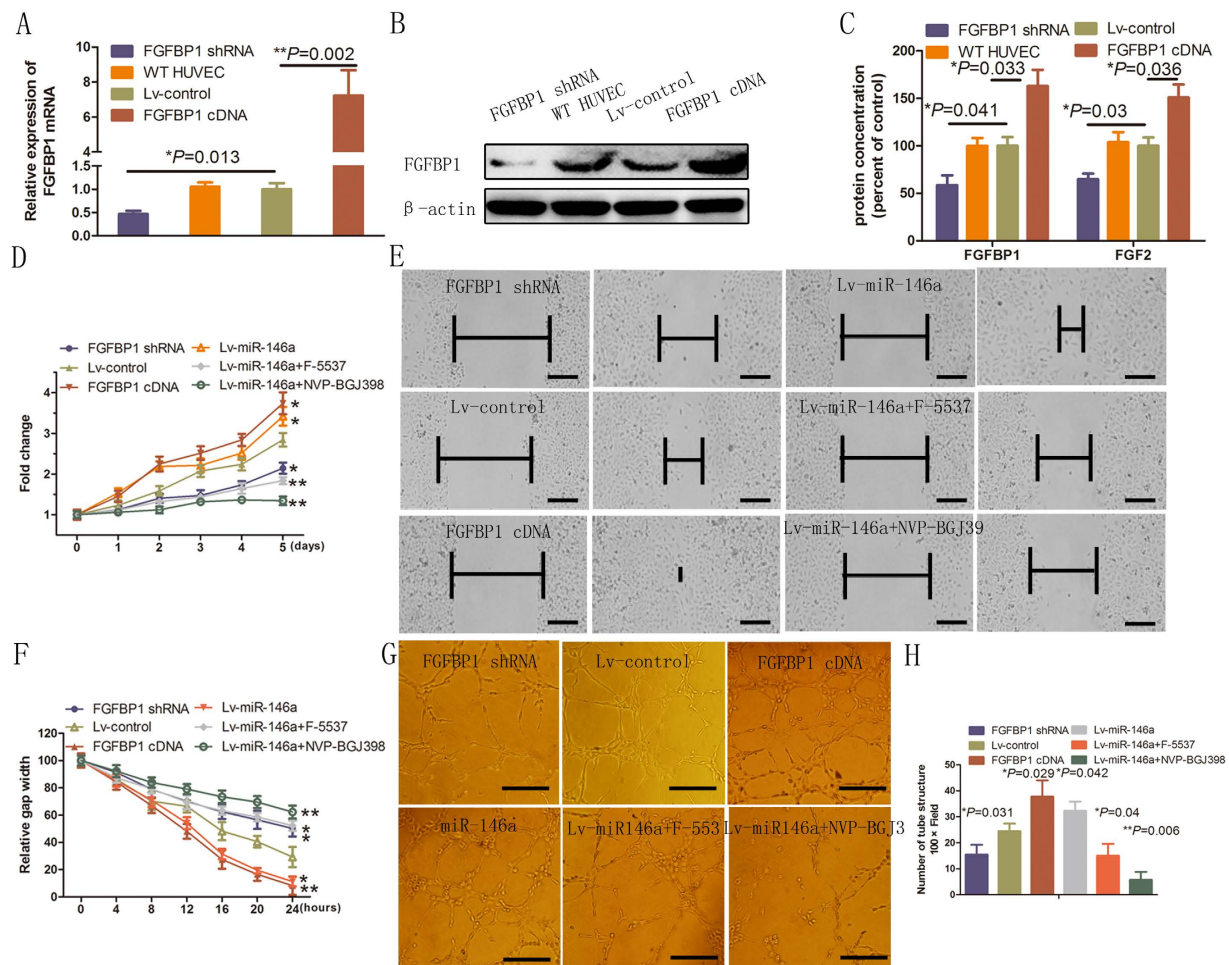 A
FGFBP1 shRNA
WT HUVEC
Lv-control
FGFBP1 cDNA
**P=0.002
*P=0.013
Relative expression of
FGFBP1 mRNA
8
6
4
2
1.5
1.0
0.5
0.0
B
FGFBP1 shRNA
WT HUVEC
Lv-control
FGFBP1 cDNA
FGFBP1
β-actin
C
FGFBP1 shRNA
WT HUVEC
Lv-control
FGFBP1 cDNA
*P=0.033
*P=0.036
*P=0.041
*P=0.03
protein concentration
(percent of control)
200
150
100
50
0
FGFBP1
FGF2
D
FGFBP1 shRNA
Lv-control
FGFBP1 cDNA
Lv-miR-146a
Lv-miR-146a+F-5537
Lv-miR-146a+NVP-BGJ398
Fold change
4
3
2
1
*
*
*
**
**
0 1 2 3 4 5 (days)
E
FGFBP1 shRNA
Lv-miR-146a
Lv-control
Lv-miR-146a+F-5537
FGFBP1 cDNA
Lv-miR-146a+NVP-BGJ39
F
FGFBP1 shRNA
Lv-control
FGFBP1 cDNA
Lv-miR-146a
Lv-miR-146a+F-5537
Lv-miR-146a+NVP-BGJ398
Relative gap width
120
100
80
60
40
20
0
**
*
*
*
**
0 4 8 12 16 20 24 (hours)
G
FGFBP1 shRNA
Lv-control
FGFBP1 cDNA
miR-146a
Lv-miR146a+F-553
Lv-miR146a+NVP-BGJ3
H
FGFBP1 shRNA
Lv-control
FGFBP1 cDNA
Lv-miR-146a
Lv-miR-146a+F-5537
Lv-miR-146a+NVP-BGJ398
*P=0.029
*P=0.042
*P=0.031
*P=0.04
**P=0.006
Number of tube structure
100 × Field
50
40
30
20
10
0